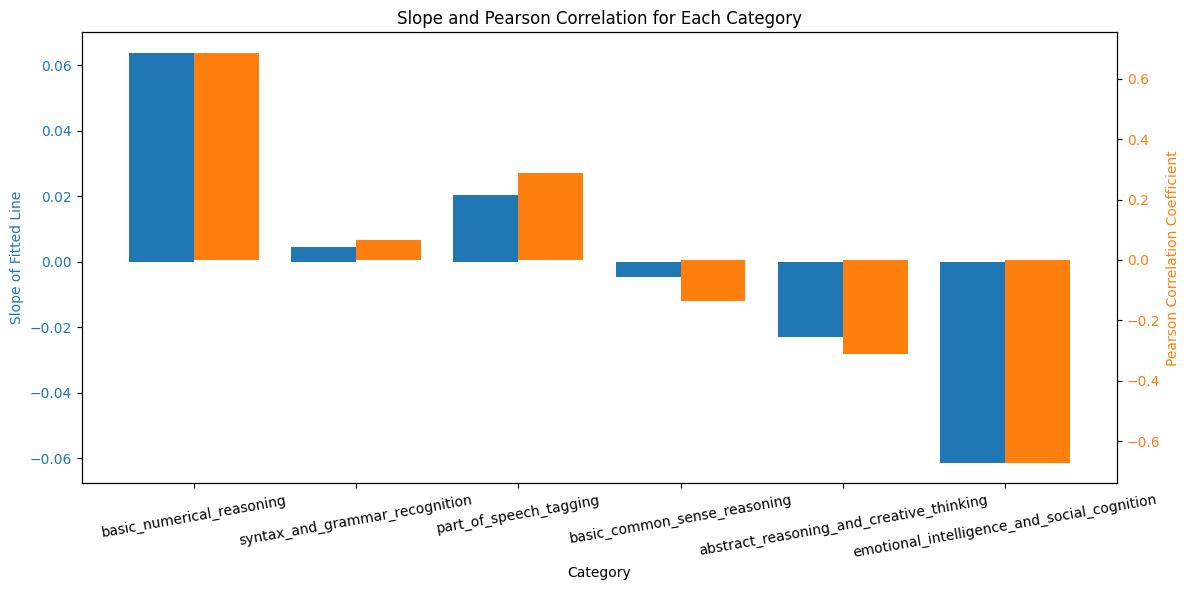 Slope and Pearson Correlation for Each Category
Slope of Fitted Line
0.06
0.04
0.02
0.00
−0.02
−0.04
−0.06
0.6
0.4
0.2
0.0
−0.2
−0.4
−0.6
Pearson Correlation Coefficient
basic_numerical_reasoning
syntax_and_grammar_recognition
part_of_speech_tagging
basic_common_sense_reasoning
abstract_reasoning_and_creative_thinking
emotional_intelligence_and_social_cognition
Category